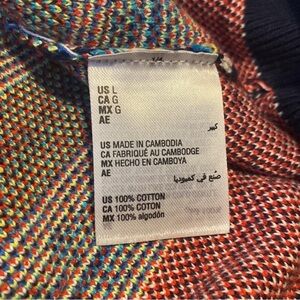 US L
CA G
MX G
AE
كبير
US MADE IN CAMBODIA
CA FABRIQUÉ AU CAMBODGE
MX HECHO EN CAMBOYA
AE
صنع في كمبوديا
US 100% COTTON
CA 100% COTON
MX 100% algodón